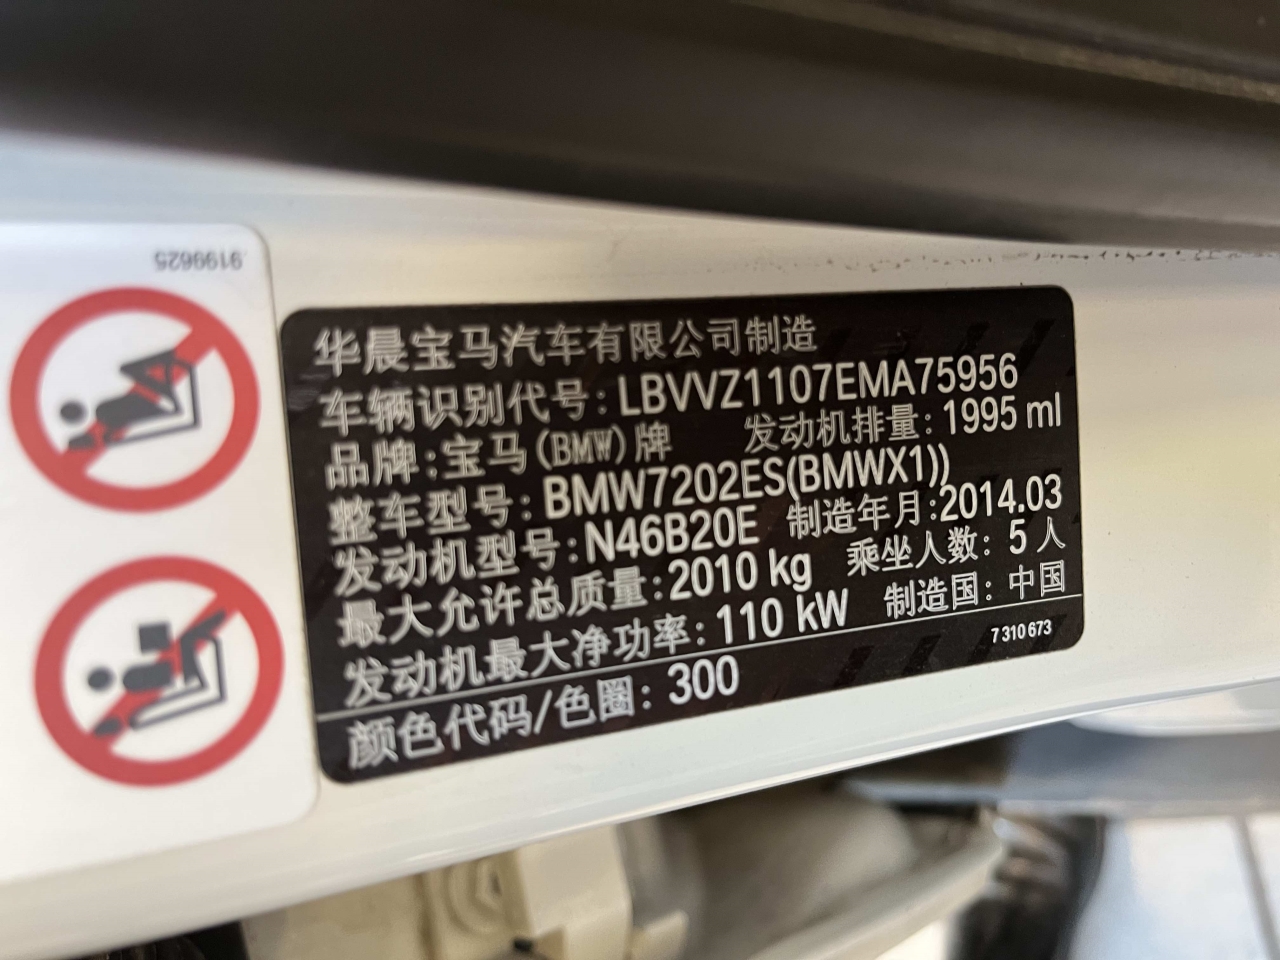 9199625
华晨宝马汽车有限公司制造
车辆识别代号:LBVVZ1107EMA75956
品牌:宝马(BMW)牌 发动机排量:1995 ml
整车型号:BMW7202ES(BMWX1))
发动机型号:N46B20E 制造年月:2014.03
最大允许总质量:2010 kg 乘坐人数:5人
发动机最大净功率:110 kW 制造国:中国
颜色代码/色圈:300
7 310 673